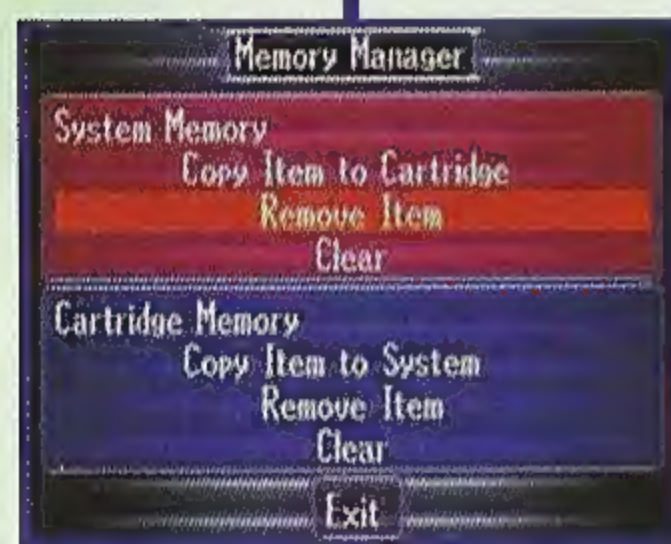 Memory Manager
System Memory
Copy Item to Cartridge
Remove Item
Clear
Cartridge Memory
Copy Item to System
Remove Item
Clear
Exit